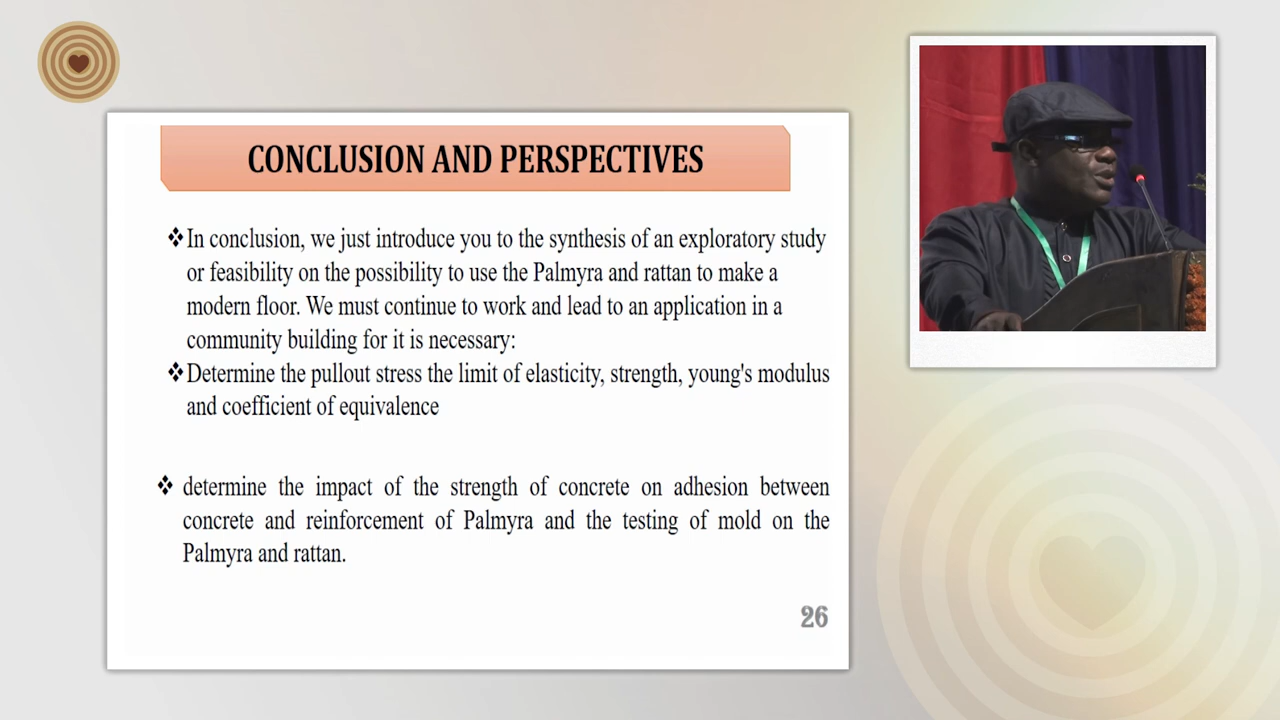 CONCLUSION AND PERSPECTIVES
❖In conclusion, we just introduce you to the synthesis of an exploratory study
or feasibility on the possibility to use the Palmyra and rattan to make a
modern floor. We must continue to work and lead to an application in a
community building for it is necessary:
❖Determine the pullout stress the limit of elasticity, strength, young's modulus
and coefficient of equivalence
❖ determine the impact of the strength of concrete on adhesion between
concrete and reinforcement of Palmyra and the testing of mold on the
Palmyra and rattan.
26